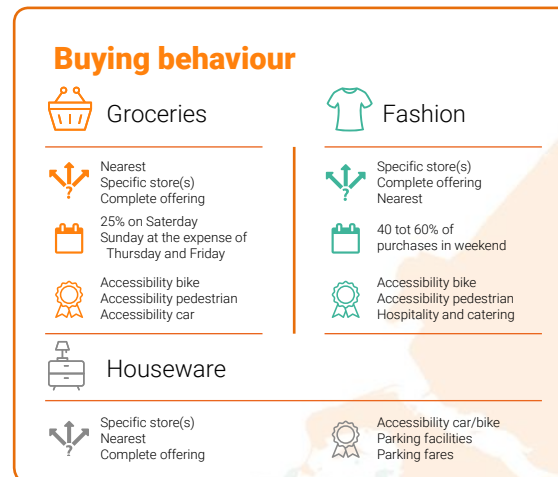 Buying behaviour
Groceries
Nearest
Specific store(s)
Complete offering
25% on Saterday
Sunday at the expense of
Thursday and Friday
Accessibility bike
Accessibility pedestrian
Accessibility car
Fashion
Specific store(s)
Complete offering
Nearest
40 tot 60% of
purchases in weekend
Accessibility bike
Accessibility pedestrian
Hospitality and catering
Houseware
Specific store(s)
Nearest
Complete offering
Accessibility car/bike
Parking facilities
Parking fares